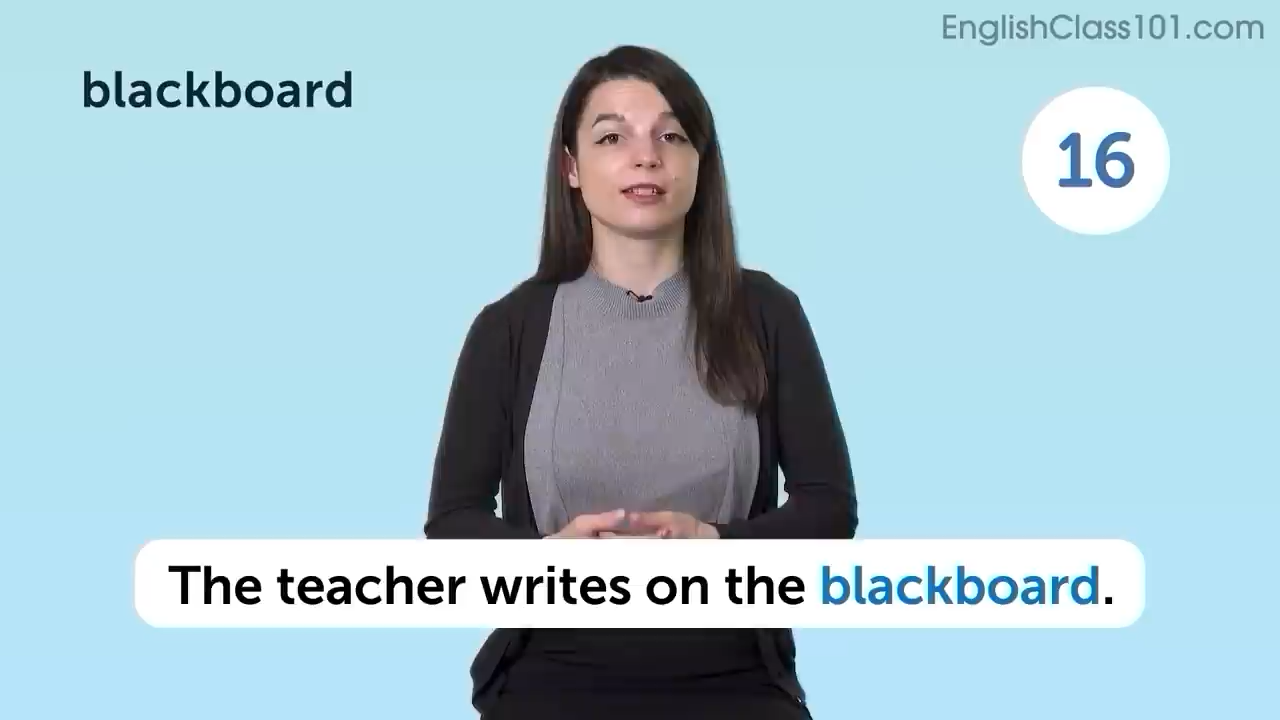 EnglishClass101.com
blackboard
16
The teacher writes on the blackboard.